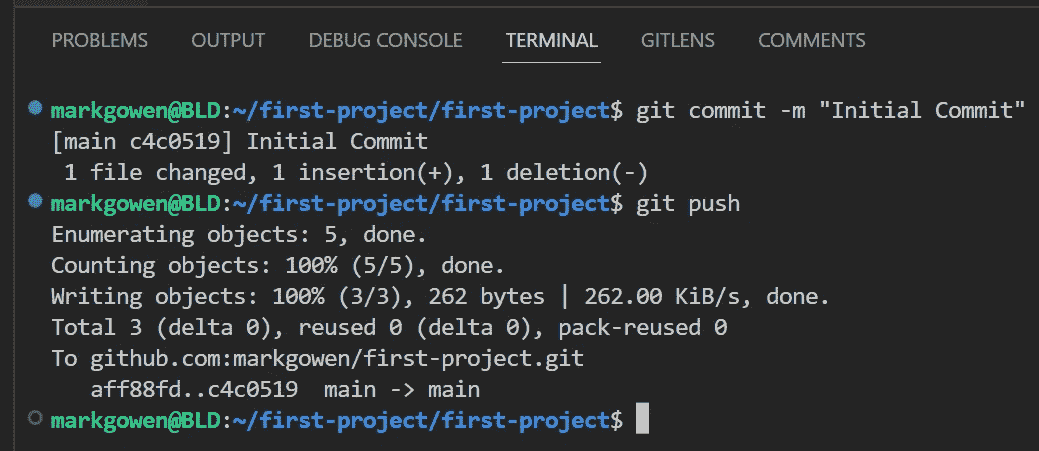 PROBLEMS OUTPUT DEBUG CONSOLE TERMINAL GITLENS COMMENTS
markgowen@BLD:~/first-project/first-project$ git commit -m "Initial Commit"
[main c4c0519] Initial Commit
 1 file changed, 1 insertion(+), 1 deletion(-)
markgowen@BLD:~/first-project/first-project$ git push
Enumerating objects: 5, done.
Counting objects: 100% (5/5), done.
Writing objects: 100% (3/3), 262 bytes | 262.00 KiB/s, done.
Total 3 (delta 0), reused 0 (delta 0), pack-reused 0
To github.com:markgowen/first-project.git
   aff88fd..c4c0519  main -> main
markgowen@BLD:~/first-project/first-project$